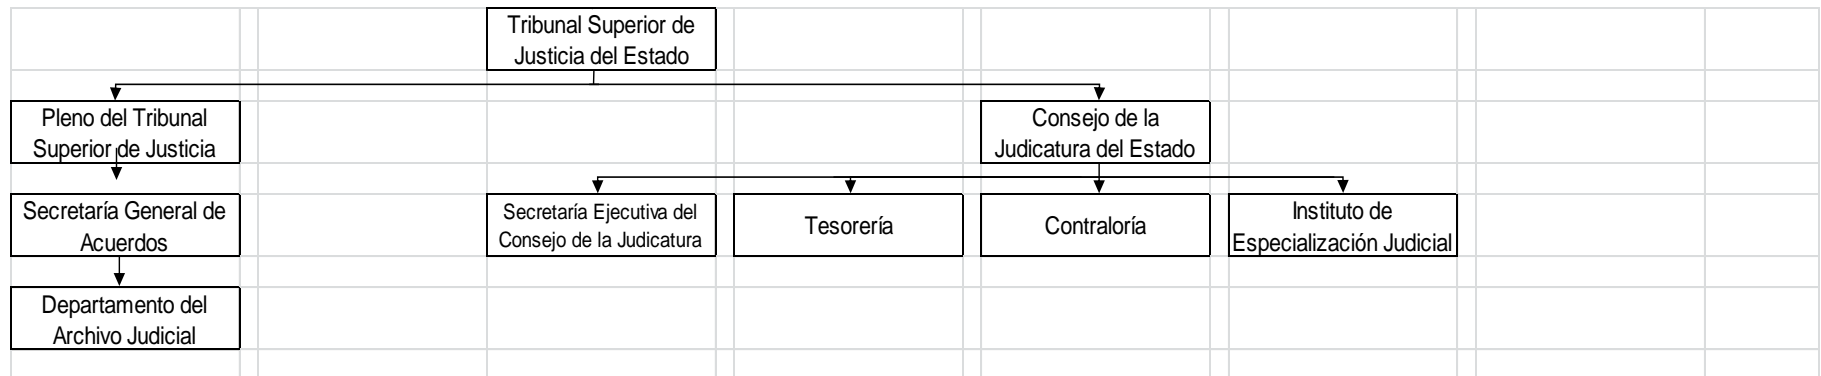 Tribunal Superior de
Justicia del Estado
Pleno del Tribunal
Superior de Justicia
Consejo de la
Judicatura del Estado
Secretaría General de
Acuerdos
Secretaría Ejecutiva del
Consejo de la Judicatura
Tesorería
Contraloría
Instituto de
Especialización Judicial
Departamento del
Archivo Judicial